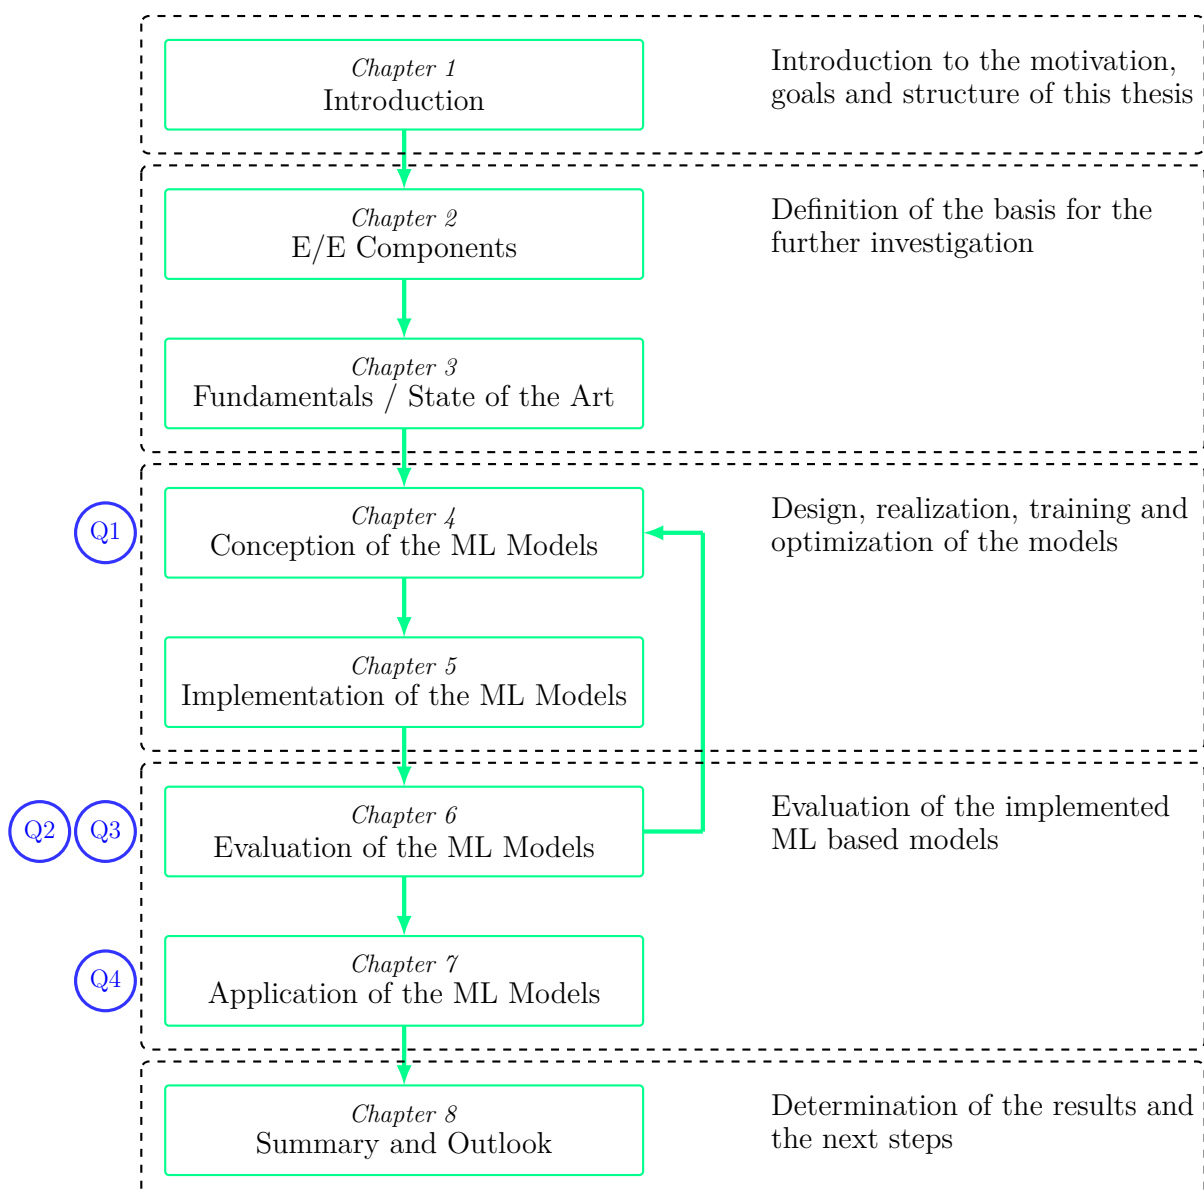 Chapter 1
Introduction
Introduction to the motivation,
goals and structure of this thesis
Chapter 2
E/E Components
Definition of the basis for the
further investigation
Chapter 3
Fundamentals / State of the Art
Q1
Chapter 4
Conception of the ML Models
Design, realization, training and
optimization of the models
Chapter 5
Implementation of the ML Models
Q2 Q3
Chapter 6
Evaluation of the ML Models
Evaluation of the implemented
ML based models
Q4
Chapter 7
Application of the ML Models
Chapter 8
Summary and Outlook
Determination of the results and
the next steps